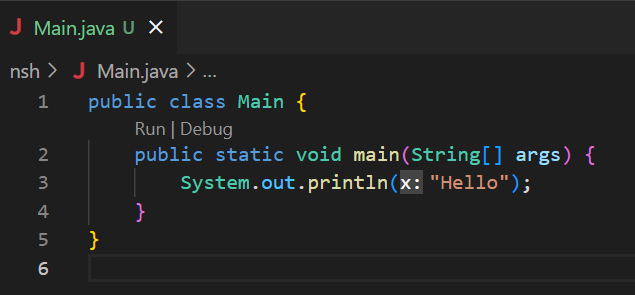 J Main.java U ×
nsh > J Main.java > ...
1 public class Main {
Run | Debug
2 public static void main(String[] args) {
3 System.out.println(x: "Hello");
4 }
5 }
6